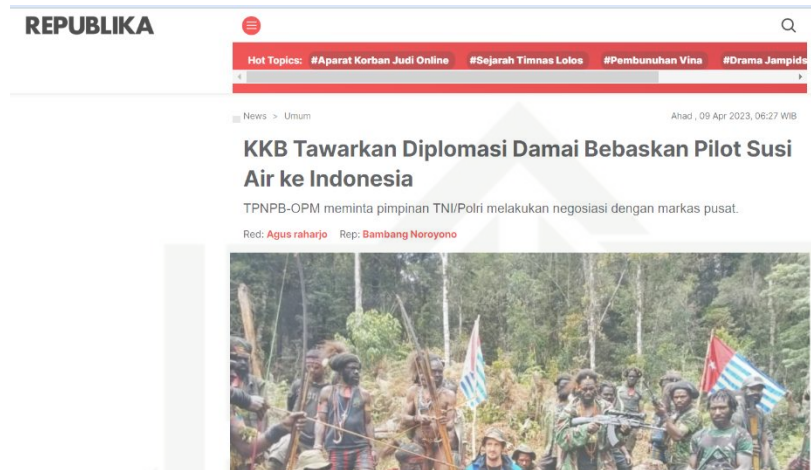 REPUBLIKA
Hot Topics: #Aparat Korban Judi Online #Sejarah Timnas Lolos #Pembunuhan Vina #Drama Jampids
News > Umum
Ahad , 09 Apr 2023, 06:27 WIB
KKB Tawarkan Diplomasi Damai Bebaskan Pilot Susi
Air ke Indonesia
TPNPB-OPM meminta pimpinan TNI/Polri melakukan negosiasi dengan markas pusat.
Red: Agus raharjo Rep: Bambang Noroyono